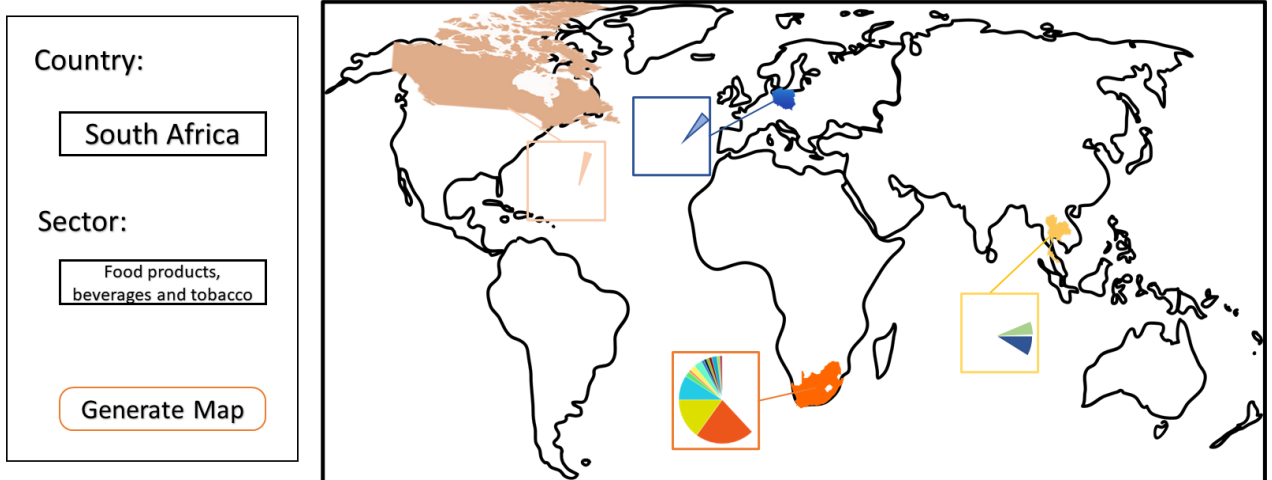 Country:
South Africa
Sector:
Food products,
beverages and tobacco
Generate Map